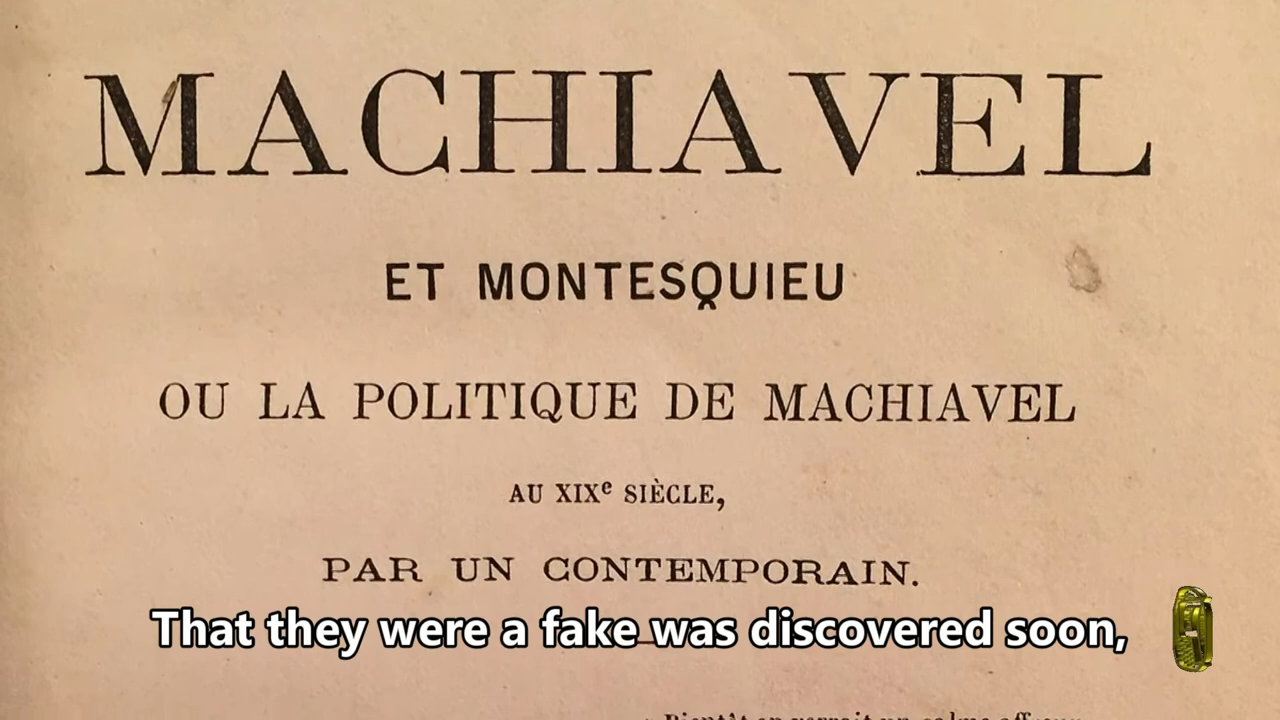 MACHIAVEL
ET MONTESQUIEU
OU LA POLITIQUE DE MACHIAVEL
AU XIXe SIÈCLE,
PAR UN CONTEMPORAIN.
That they were a fake was discovered soon,